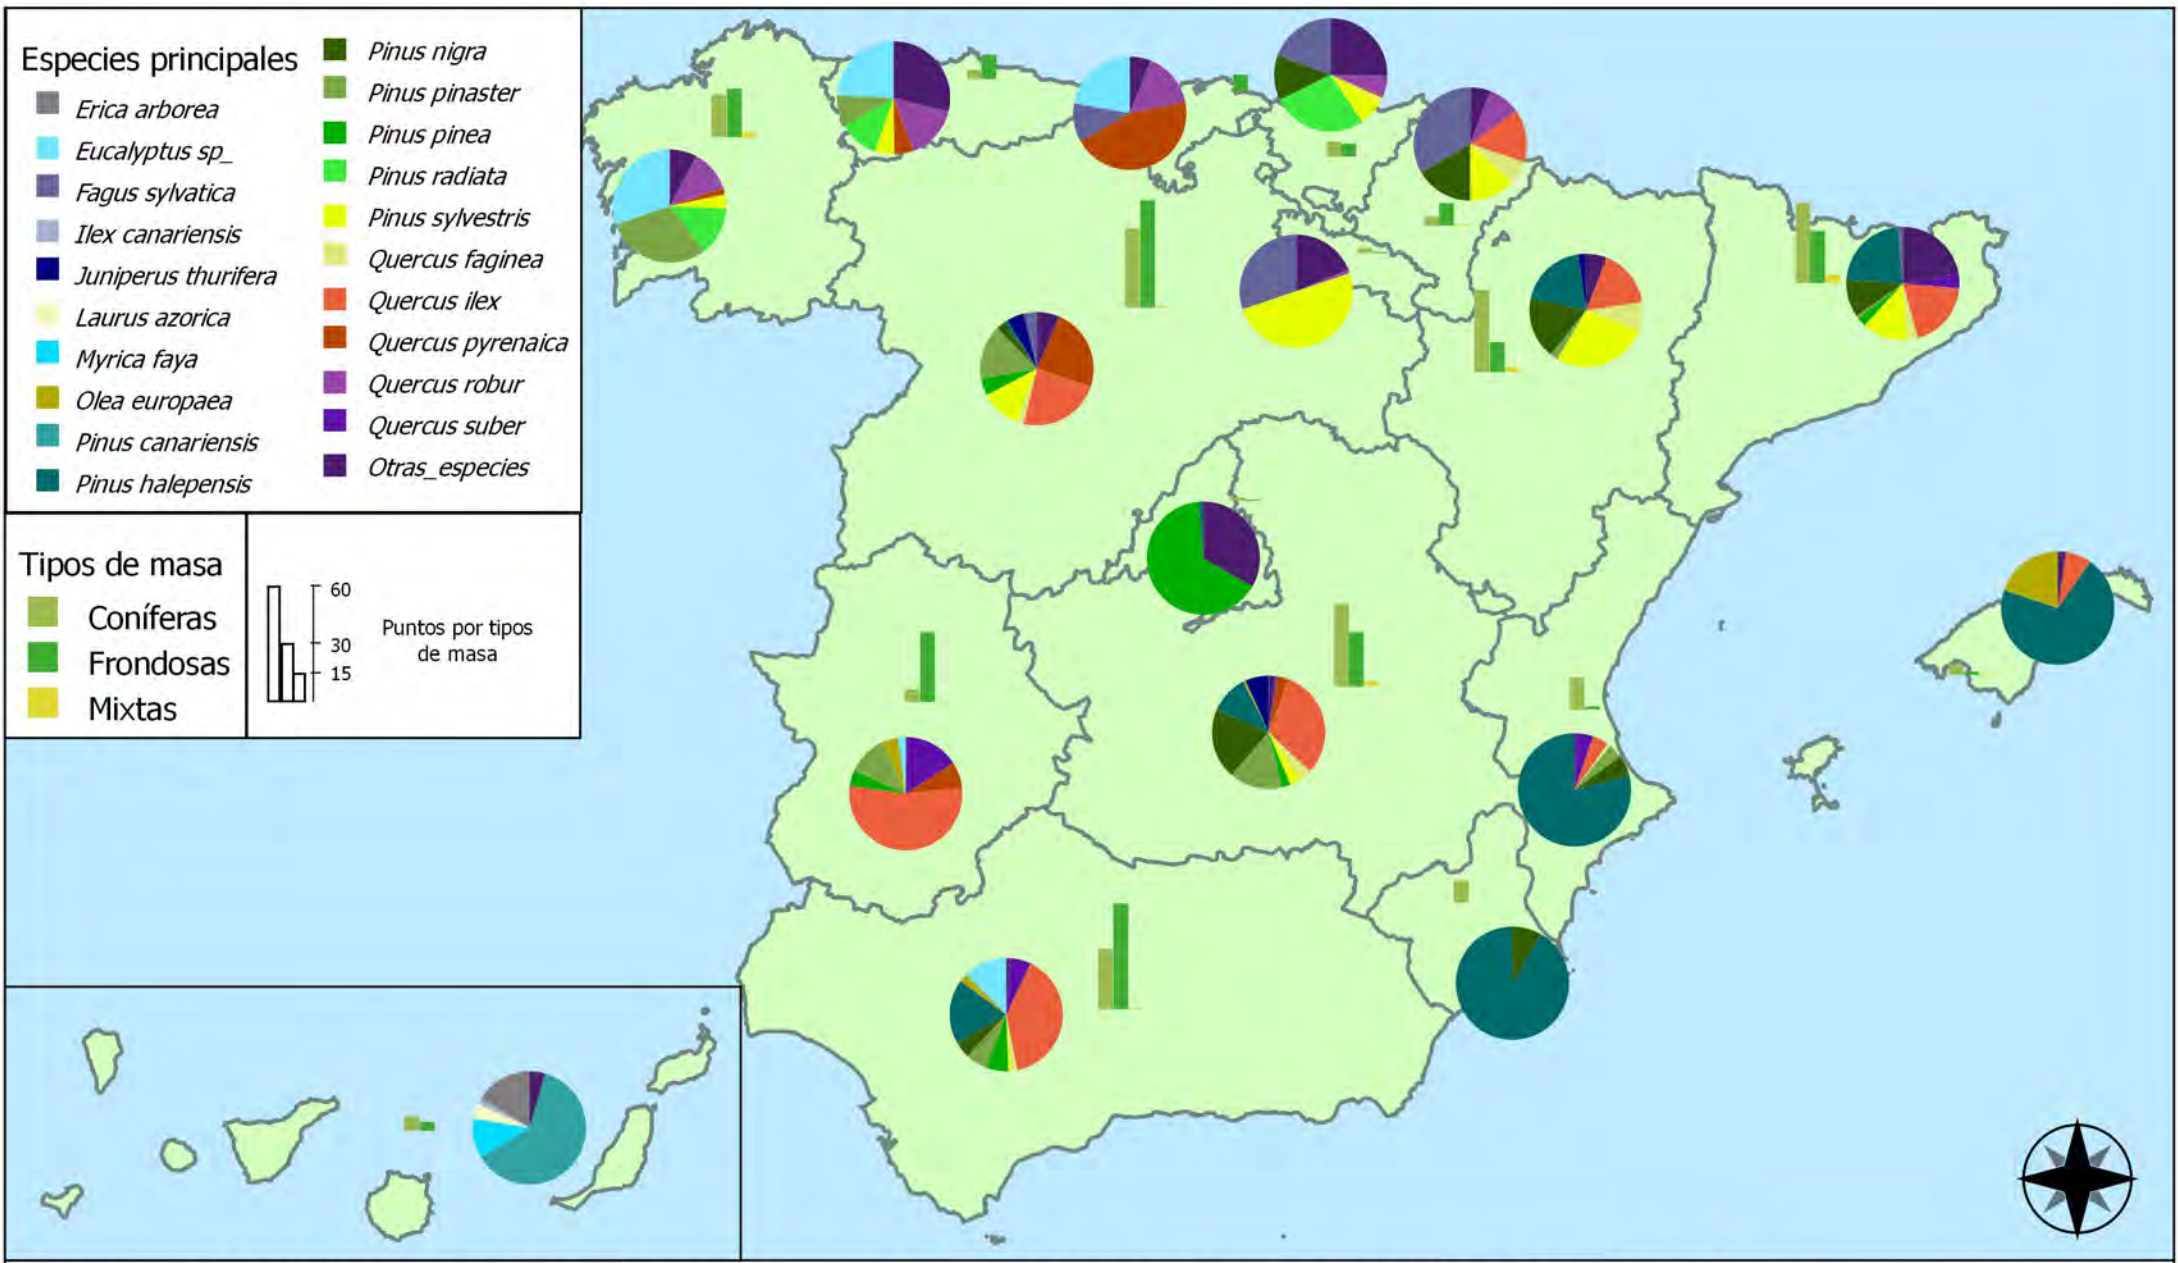 Especies principales
Erica arborea
Eucalyptus sp_
Fagus sylvatica
Ilex canariensis
Juniperus thurifera
Laurus azorica
Myrica faya
Olea europaea
Pinus canariensis
Pinus halepensis
Pinus nigra
Pinus pinaster
Pinus pinea
Pinus radiata
Pinus sylvestris
Quercus faginea
Quercus ilex
Quercus pyrenaica
Quercus robur
Quercus suber
Otras_especies
Tipos de masa
Coníferas
Frondosas
Mixtas
60
30
15
Puntos por tipos
de masa